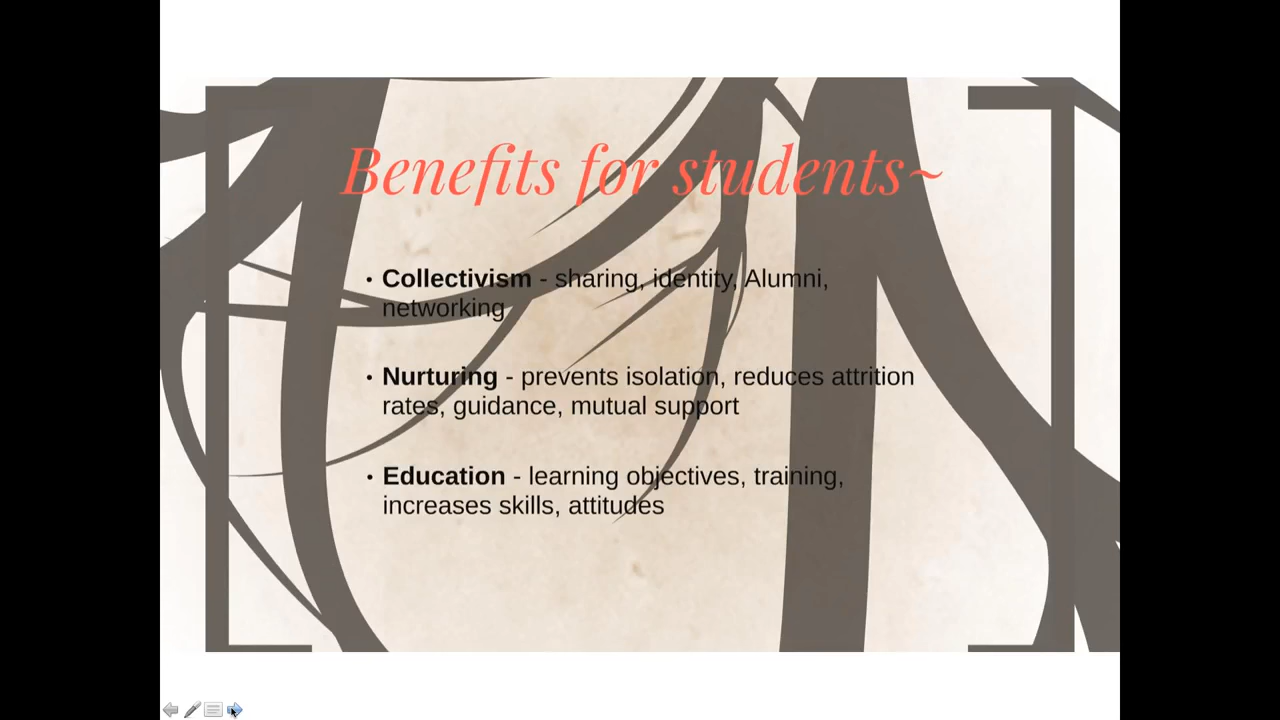 Benefits for students~
• Collectivism - sharing, identity, Alumni,
networking
• Nurturing - prevents isolation, reduces attrition
rates, guidance, mutual support
• Education - learning objectives, training,
increases skills, attitudes